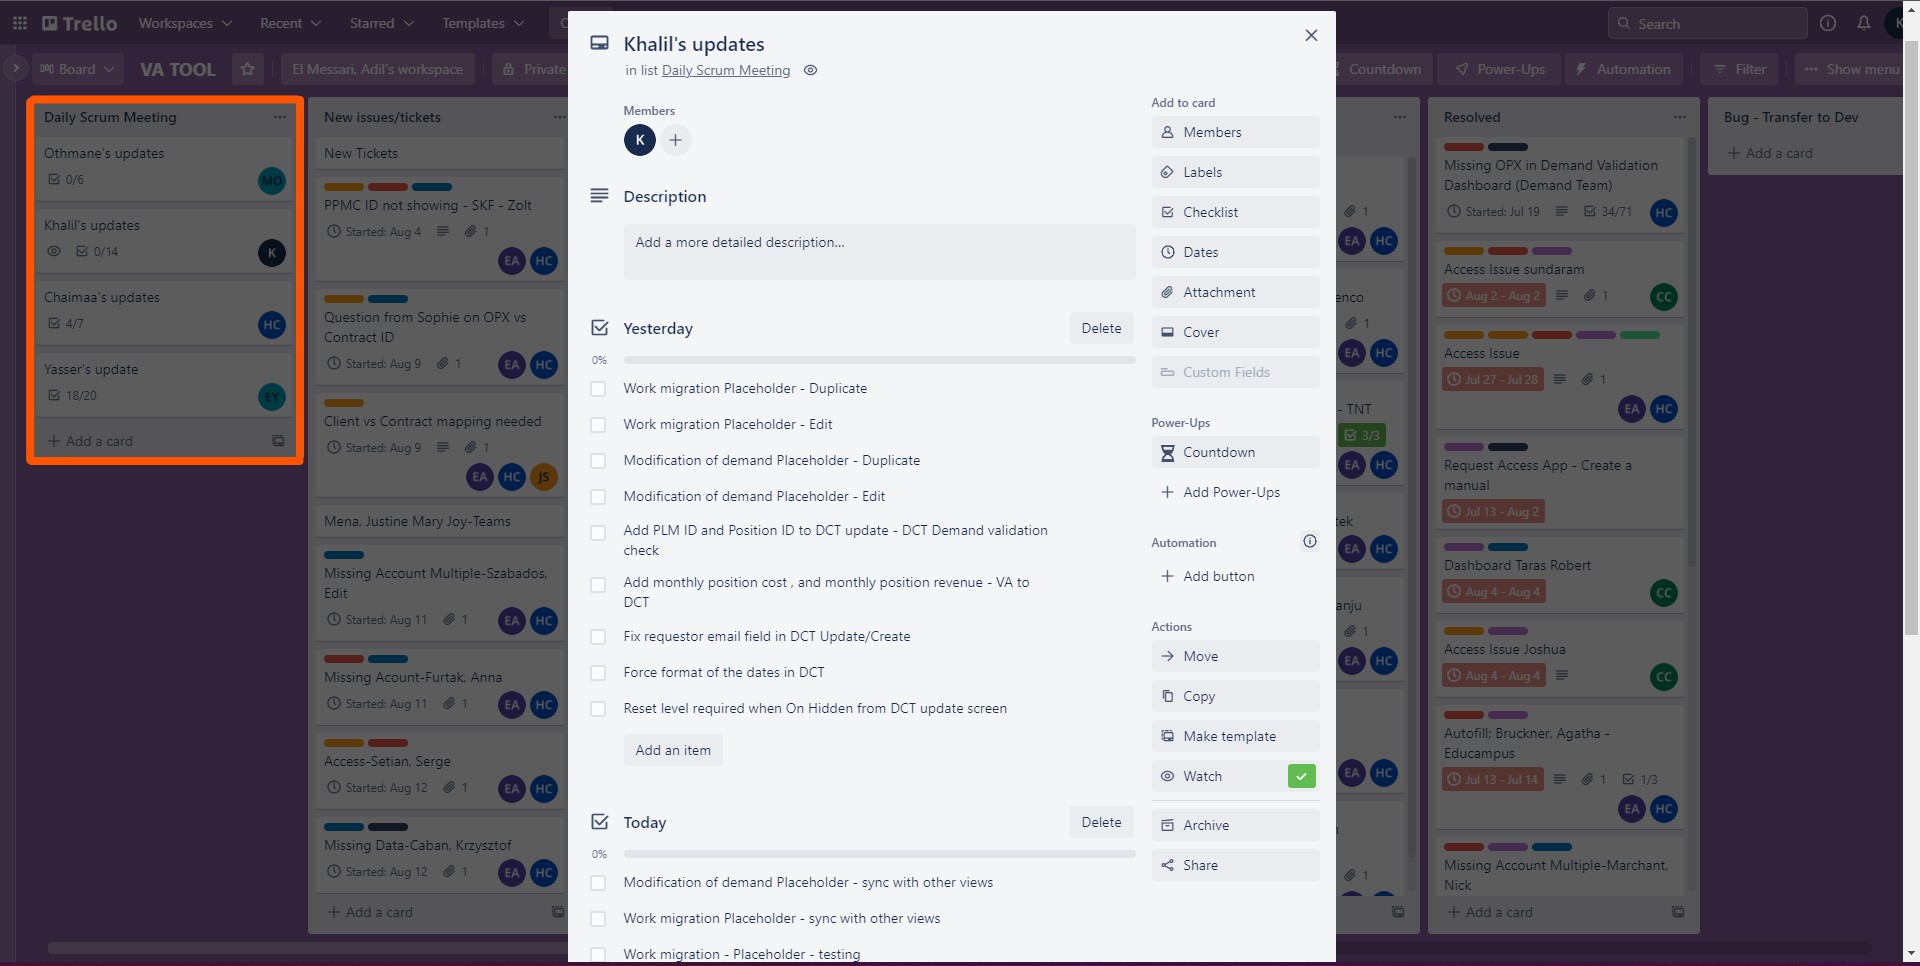 Trello
Workspaces
Recent
Starred
Templates
Search
K
Board
VA TOOL
El Messari, Adil's workspace
Private
Countdown
Power-Ups
Automation
Filter
Show menu
Daily Scrum Meeting
Othmane's updates
0/6
MO
Khalil's updates
0/14
K
Chaimaa's updates
4/7
HC
Yasser's update
18/20
EY
+ Add a card
New issues/tickets
New Tickets
PPMC ID not showing - SKF - Zolt
Started: Aug 4
1
EA HC
Question from Sophie on OPX vs
Contract ID
Started: Aug 9
1
EA HC
Client vs Contract mapping needed
Started: Aug 9
1
EA HC JS
Mena, Justine Mary Joy-Teams
Missing Account Multiple-Szabados,
Edit
Started: Aug 11
1
EA HC
Missing Acount-Furtak, Anna
Started: Aug 11
1
EA HC
Access-Setian, Serge
Started: Aug 12
1
EA HC
Missing Data-Caban, Krzysztof
Started: Aug 12
1
EA HC
+ Add a card
Khalil's updates
in list Daily Scrum Meeting
Members
K
Description
Add a more detailed description...
Yesterday
Delete
0%
Work migration Placeholder - Duplicate
Work migration Placeholder - Edit
Modification of demand Placeholder - Duplicate
Modification of demand Placeholder - Edit
Add PLM ID and Position ID to DCT update - DCT Demand validation
check
Add monthly position cost , and monthly position revenue - VA to
DCT
Fix requestor email field in DCT Update/Create
Force format of the dates in DCT
Reset level required when On Hidden from DCT update screen
Add an item
Today
Delete
0%
Modification of demand Placeholder - sync with other views
Work migration Placeholder - sync with other views
Work migration - Placeholder - testing
Add to card
Members
Labels
Checklist
Dates
Attachment
Cover
Custom Fields
Power-Ups
Countdown
+ Add Power-Ups
Automation
+ Add button
Actions
Move
Copy
Make template
Watch
Archive
Share
1
EA HC
enco
1
EA HC
- TNT
3/3
EA HC
tek
EA HC
anju
1
EA HC
EA HC
1
Resolved
Missing OPX in Demand Validation
Dashboard (Demand Team)
Started: Jul 19
34/71
HC
Access Issue sundaram
Aug 2 - Aug 2
1
CC
Access Issue
Jul 27 - Jul 28
1
EA HC
Request Access App - Create a
manual
Jul 13 - Aug 2
Dashboard Taras Robert
Aug 4 - Aug 4
CC
Access Issue Joshua
Aug 4 - Aug 4
CC
Autofill; Bruckner, Agatha -
Educampus
Jul 13 - Jul 14
1
1/3
EA HC
Missing Account Multiple-Marchant,
Nick
+ Add a card
Bug - Transfer to Dev
+ Add a card